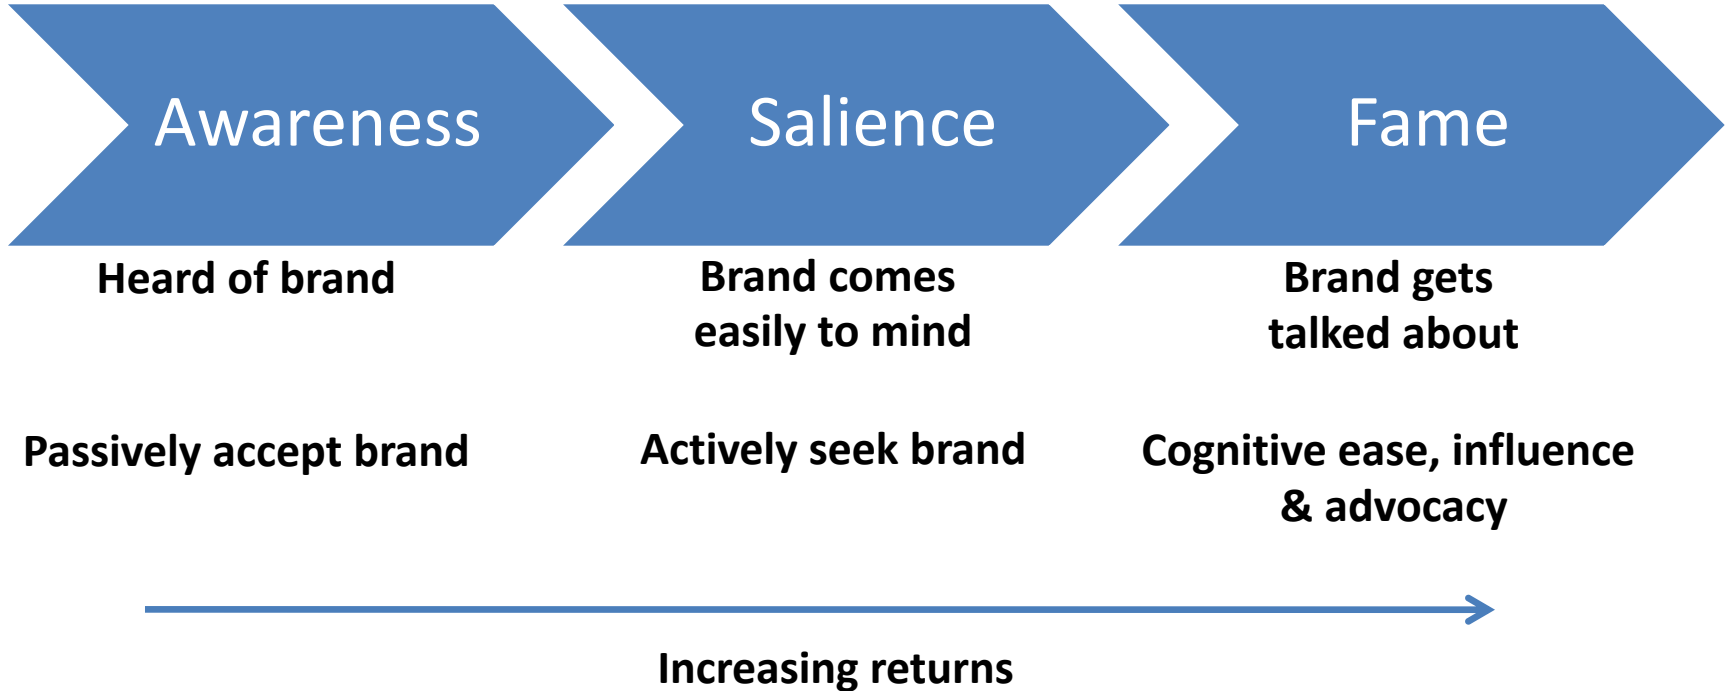 Awareness
Salience
Fame
Heard of brand
Brand comes
easily to mind
Brand gets
talked about
Passively accept brand
Actively seek brand
Cognitive ease, influence
& advocacy
Increasing returns